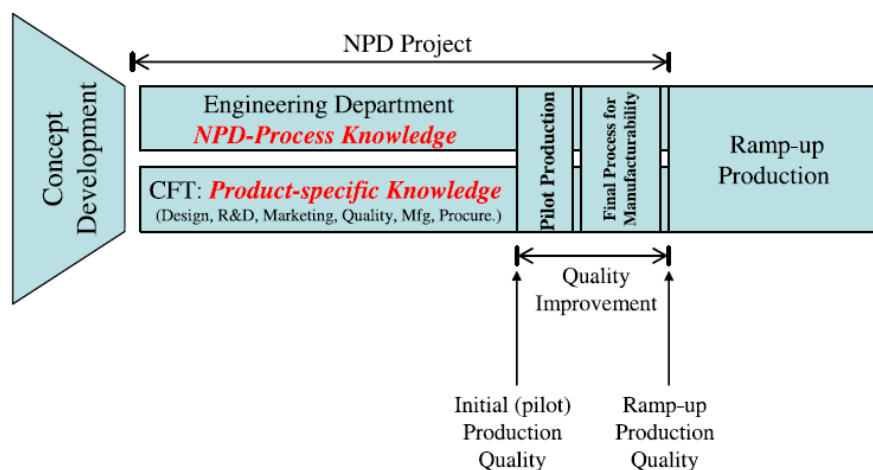 NPD Project
Concept
Development
Engineering Department
NPD-Process Knowledge
CFT: Product-specific Knowledge
(Design, R&D, Marketing, Quality, Mfg, Procure.)
Pilot Production
Final Process for
Manufacturability
Ramp-up
Production
Quality
Improvement
Initial (pilot)
Production
Quality
Ramp-up
Production
Quality